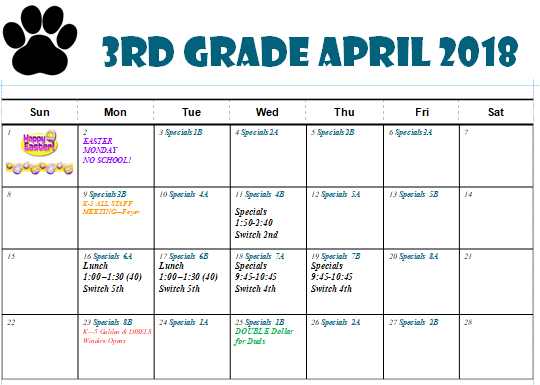 3RD GRADE APRIL 2018
Sun Mon Tue Wed Thu Fri Sat
1
Happy
Easter!
2
EASTER
MONDAY
NO SCHOOL!
3 Specials 1B
4 Specials 2A
5 Specials 2B
6 Specials 3A
7
8
9 Specials 3B
K-5 ALL STAFF
MEETING—Foyer
10 Specials 4A
11 Specials 4B
Specials
1:50-2:40
Switch 2nd
12 Specials 5A
13 Specials 5B
14
15
16 Specials 6A
Lunch
1:00–1:30 (40)
Switch 5th
17 Specials 6B
Lunch
1:00–1:30 (40)
Switch 5th
18 Specials 7A
Specials
9:45-10:45
Switch 4th
19 Specials 7B
Specials
9:45-10:45
Switch 4th
20 Specials 8A
21
22
23 Specials 8B
K—5 Galileo & DIBELS
Window Opens
24 Specials 1A
25 Specials 1B
DOUBLE Dollar
for Duds
26 Specials 2A
27 Specials 2B
28